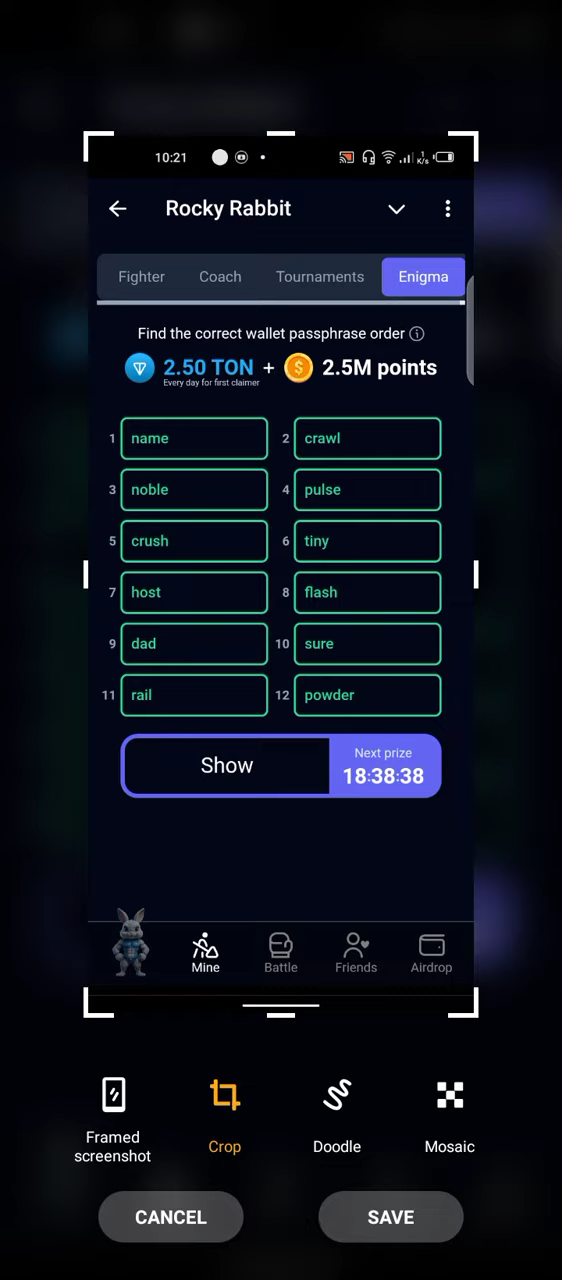 10:21
1 K/s
Rocky Rabbit
Fighter Coach Tournaments Enigma
Find the correct wallet passphrase order
2.50 TON + 2.5M points
Every day for first claimer
1 name 2 crawl
3 noble 4 pulse
5 crush 6 tiny
7 host 8 flash
9 dad 10 sure
11 rail 12 powder
Show
Next prize
18:38:38
Mine Battle Friends Airdrop
Framed
screenshot
Crop Doodle Mosaic
CANCEL SAVE